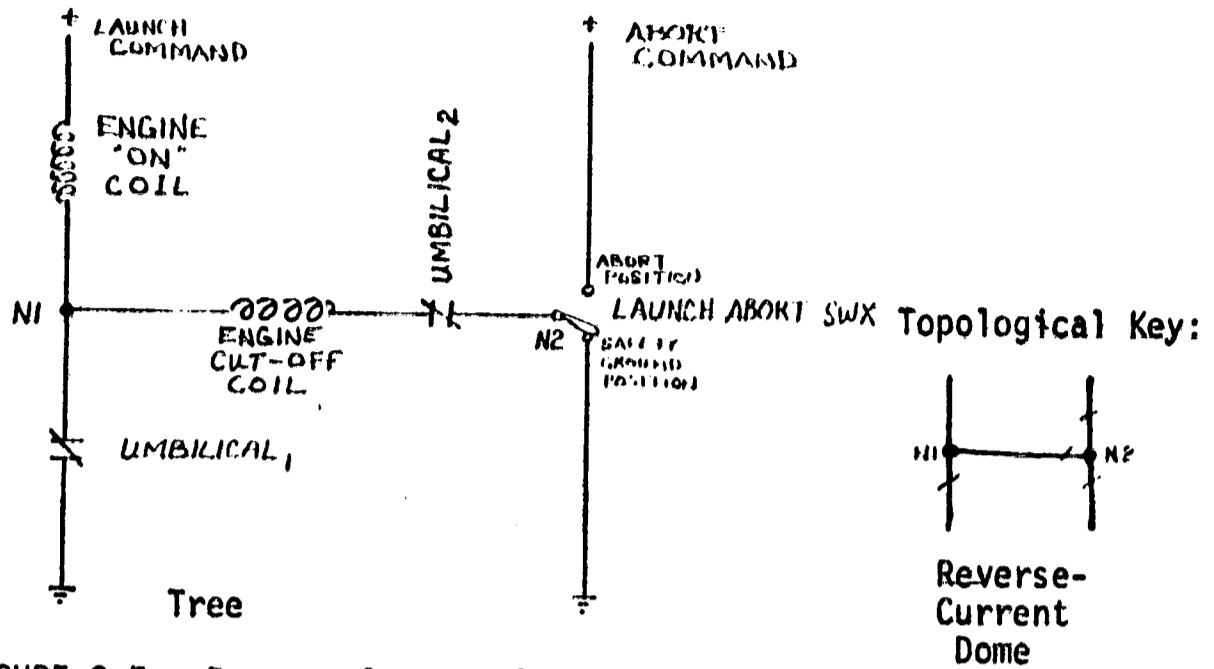 + LAUNCH
COMMAND
+ ABORT
COMMAND
ENGINE
"ON"
COIL
UMBILICAL2
ABORT
POSITION
N1
LAUNCH ABORT SWX
Topological Key:
ENGINE
CUT-OFF
COIL
N2
SAFETY
GROUND
POSITION
UMBILICAL1
N1
N2
Tree
Reverse-
Current
Dome